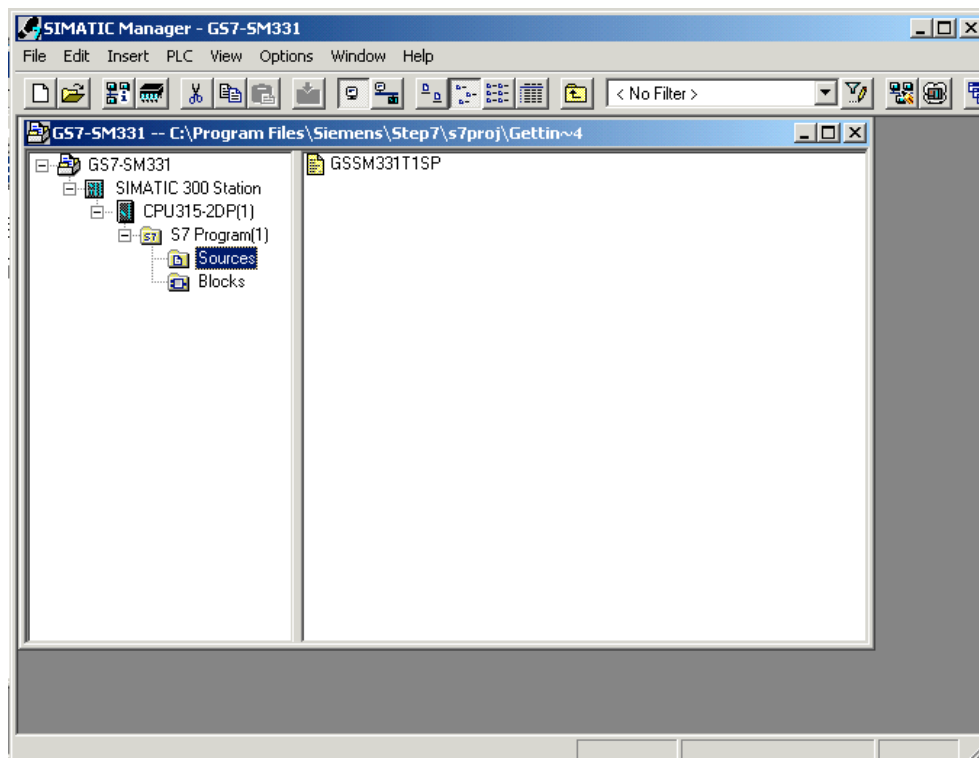 SIMATIC Manager - GS7-SM331
File Edit Insert PLC View Options Window Help
< No Filter >
GS7-SM331 -- C:\Program Files\Siemens\Step7\s7proj\Gettin~4
GS7-SM331
SIMATIC 300 Station
CPU315-2DP(1)
S7 Program(1)
Sources
Blocks
GSSM331T1SP